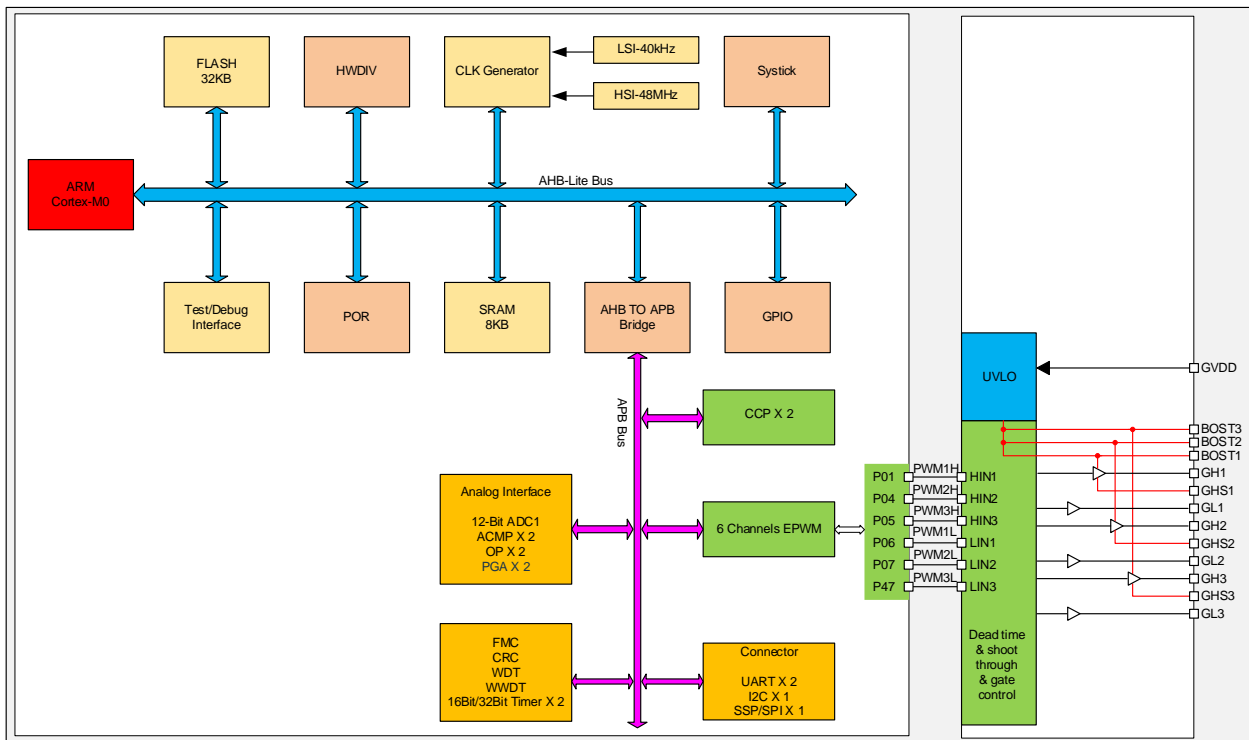 FLASH
32KB
HWDIV
CLK Generator
LSI-40kHz
HSI-48MHz
Systick
ARM
Cortex-M0
AHB-Lite Bus
Test/Debug
Interface
POR
SRAM
8KB
AHB TO APB
Bridge
GPIO
APB Bus
CCP X 2
Analog Interface
12-Bit ADC1
ACMP X 2
OP X 2
PGA X 2
6 Channels EPWM
FMC
CRC
WDT
WWDT
16Bit/32Bit Timer X 2
Connector
UART X 2
I2C X 1
SSP/SPI X 1
P01
P04
P05
P06
P07
P47
PWM1H
PWM2H
PWM3H
PWM1L
PWM2L
PWM3L
HIN1
HIN2
HIN3
LIN1
LIN2
LIN3
UVLO
Dead time
& shoot
through
& gate
control
GVDD
BOST3
BOST2
BOST1
GH1
GHS1
GL1
GH2
GHS2
GL2
GH3
GHS3
GL3